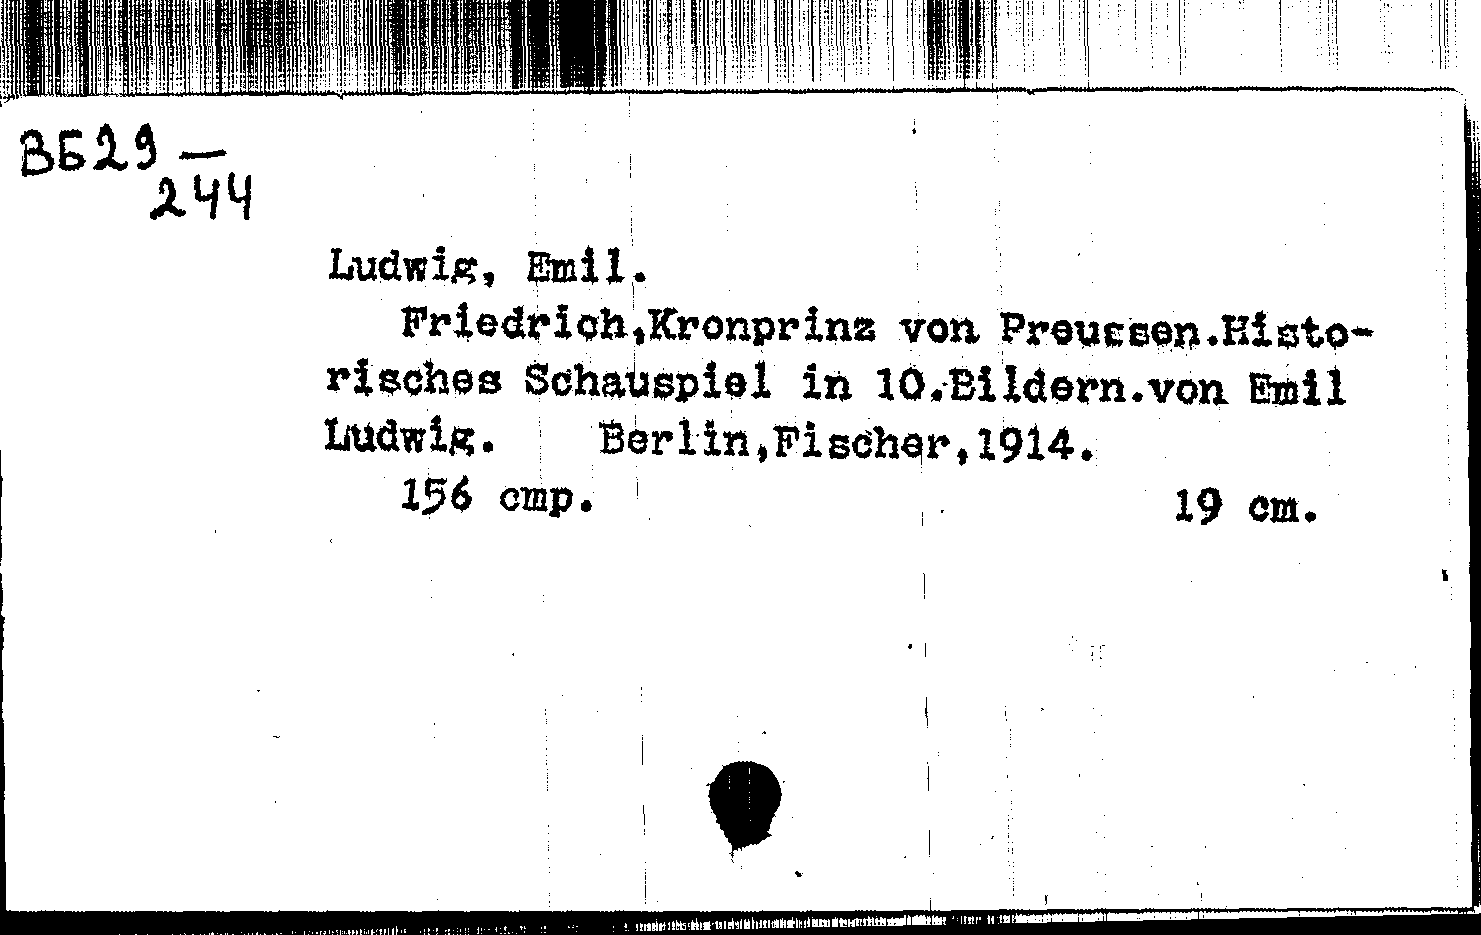 ВБ29—
244
Ludwig, Emil.
Friedrich,Kronprinz von Preussen.Histo-
risches Schauspiel in 10.Bildern.von Emil
Ludwig. Berlin,Fischer,1914.
156 стр. 19 cm.